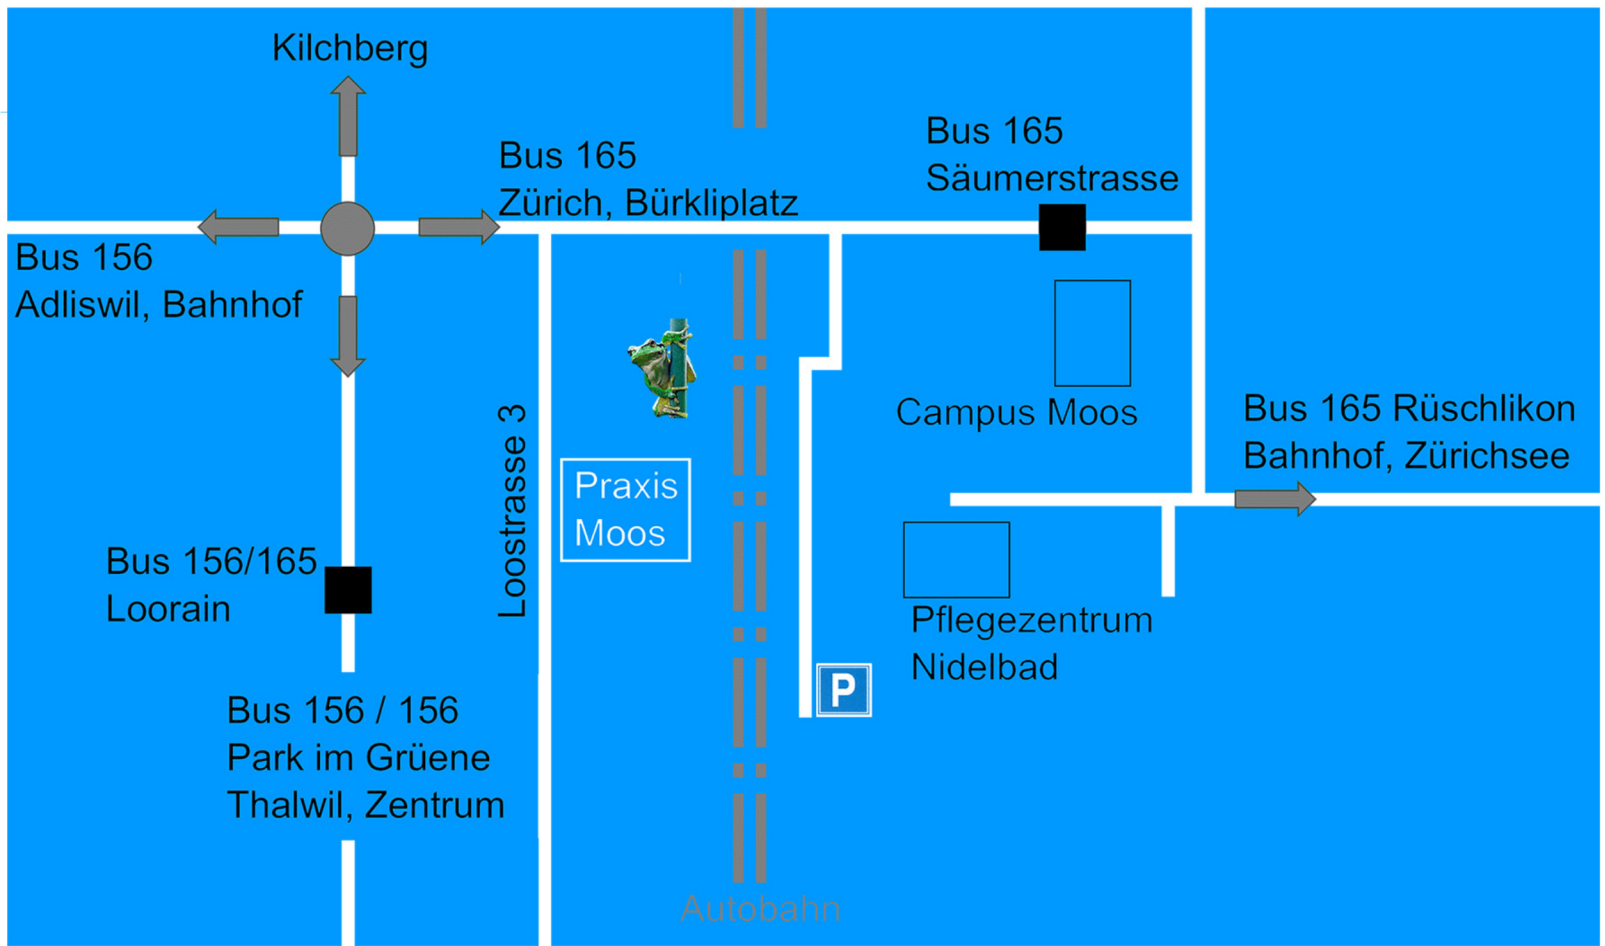 Kilchberg
Bus 165
Zürich, Bürkliplatz
Bus 165
Säumerstrasse
Bus 156
Adliswil, Bahnhof
Campus Moos
Bus 165 Rüschlikon
Bahnhof, Zürichsee
Loostrasse 3
Praxis
Moos
Bus 156/165
Loorain
Pflegezentrum
Nidelbad
P
Bus 156 / 156
Park im Grüene
Thalwil, Zentrum
Autobahn